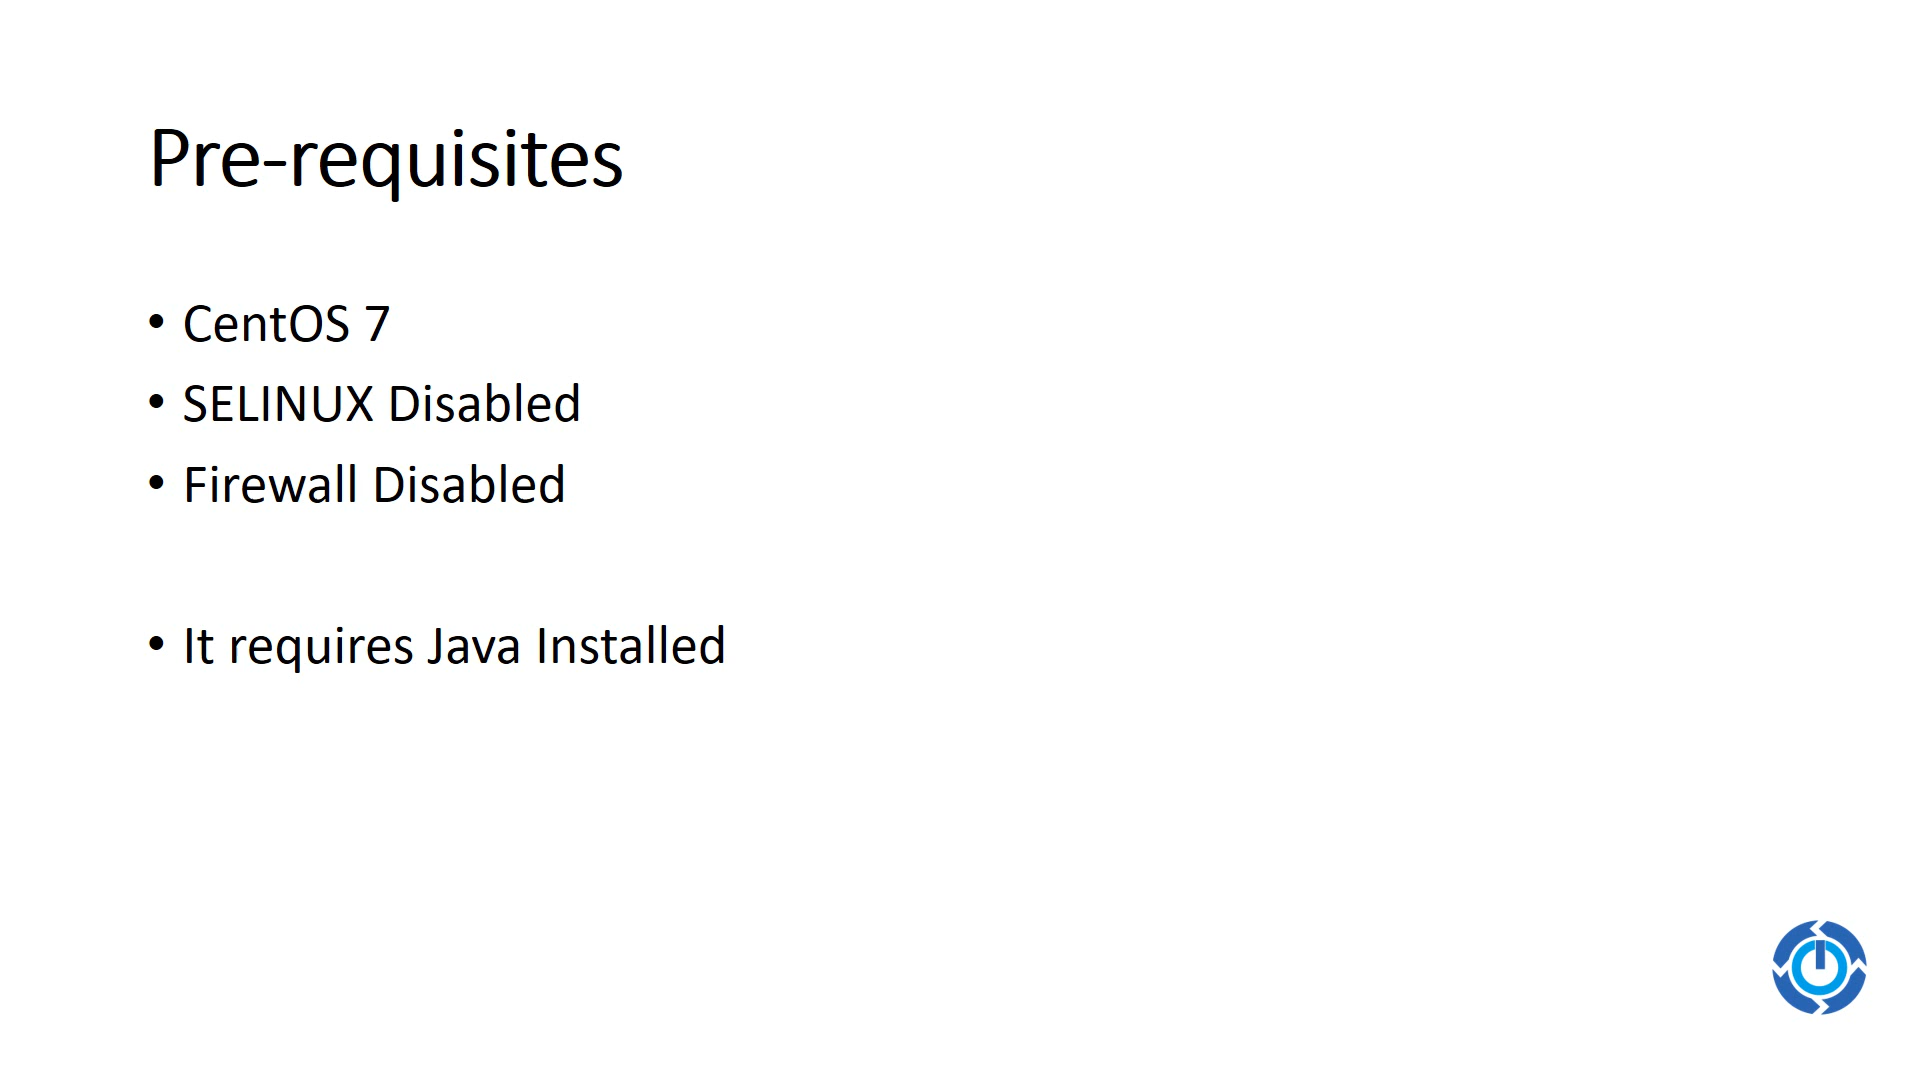 Pre-requisites
• CentOS 7
• SELINUX Disabled
• Firewall Disabled
• It requires Java Installed